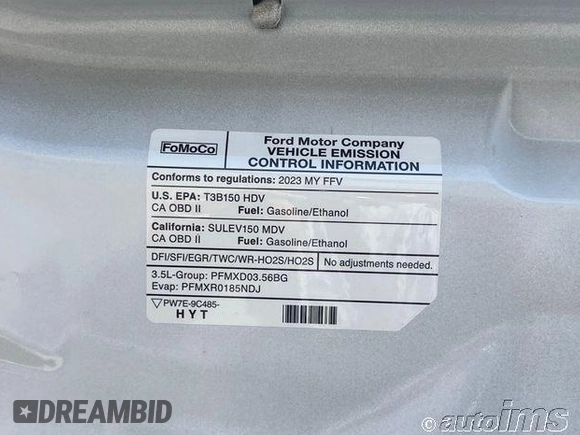 FoMoCo
Ford Motor Company
VEHICLE EMISSION
CONTROL INFORMATION
Conforms to regulations: 2023 MY FFV
U.S. EPA: T3B150 HDV
CA OBD II Fuel: Gasoline/Ethanol
California: SULEV150 MDV
CA OBD II Fuel: Gasoline/Ethanol
DFI/SFI/EGR/TWC/WR-HO2S/HO2S No adjustments needed.
3.5L-Group: PFMXD03.56BG
Evap: PFMXR0185NDJ
PW7E-9C485-
HYT
DREAMBID
© autoims